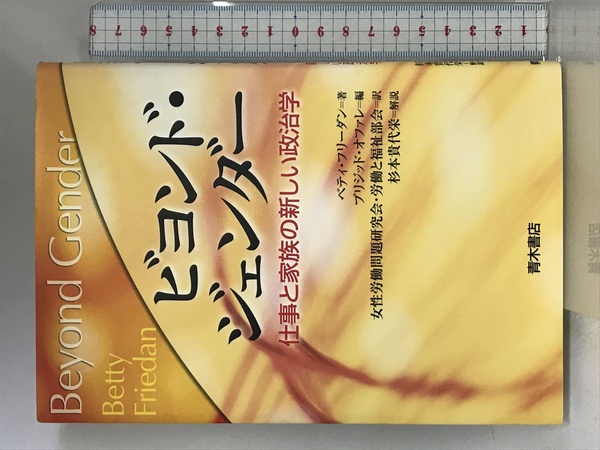 Beyond Gender
Betty
Friedan
ビヨンド・
ジェンダー
仕事と家族の新しい政治学
ベティ・フリーダン=著
ブリジッド・オファレル=編
女性労働問題研究会・労働と福祉部会=訳
杉本貴代栄=解説
青木書店